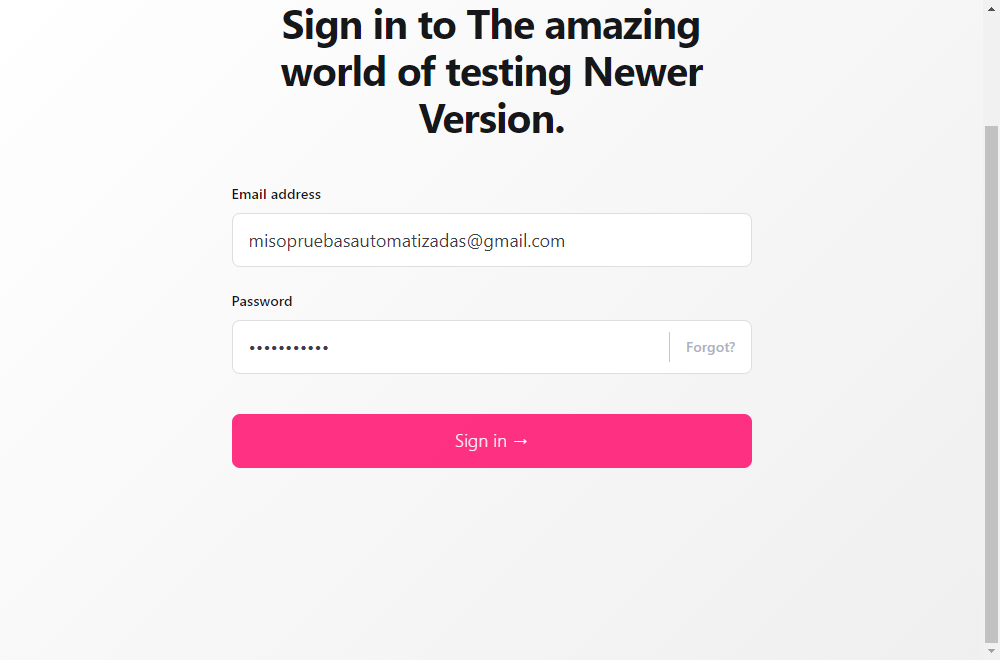 Sign in to The amazing
world of testing Newer
Version.
Email address
misopruebasautomatizadas@gmail.com
Password
•••••••••••
Forgot?
Sign in →